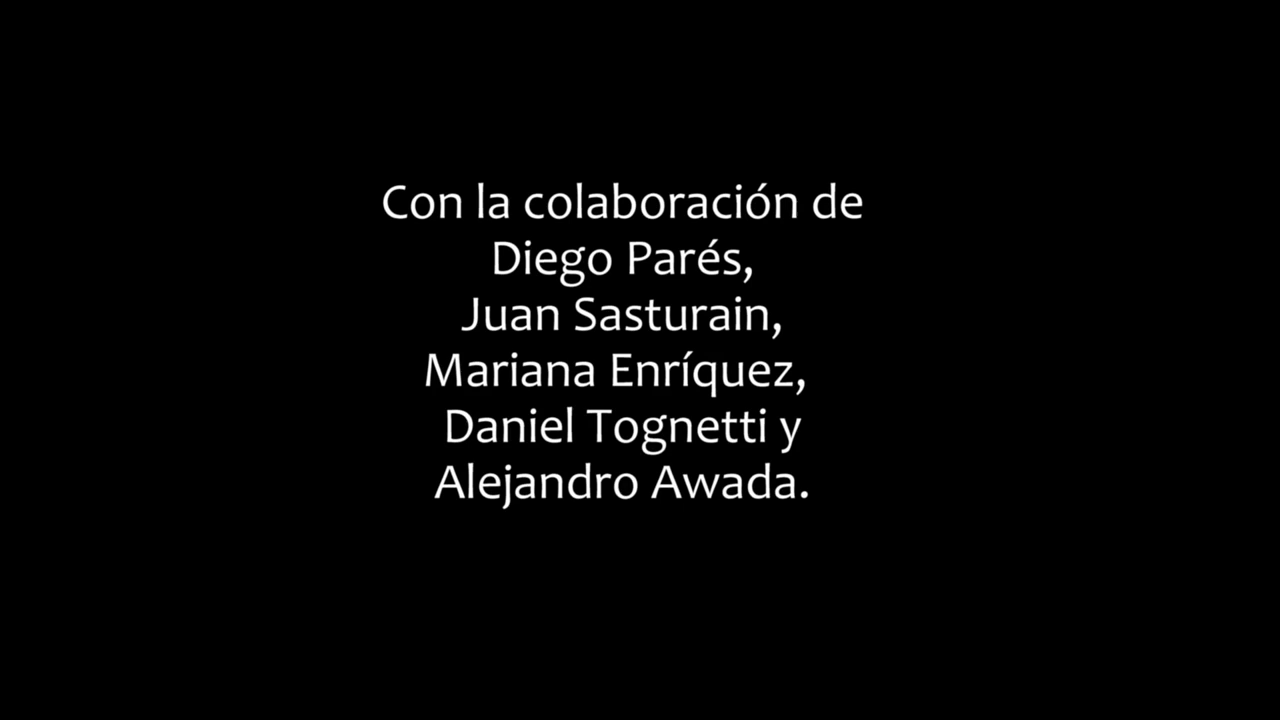 Con la colaboración de
Diego Parés,
Juan Sasturain,
Mariana Enríquez,
Daniel Tognetti y
Alejandro Awada.